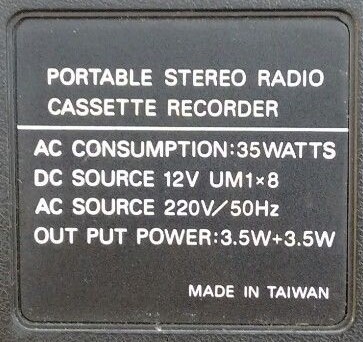 PORTABLE STEREO RADIO
CASSETTE RECORDER
AC CONSUMPTION:35WATTS
DC SOURCE 12V UM1×8
AC SOURCE 220V/50Hz
OUT PUT POWER:3.5W+3.5W
MADE IN TAIWAN